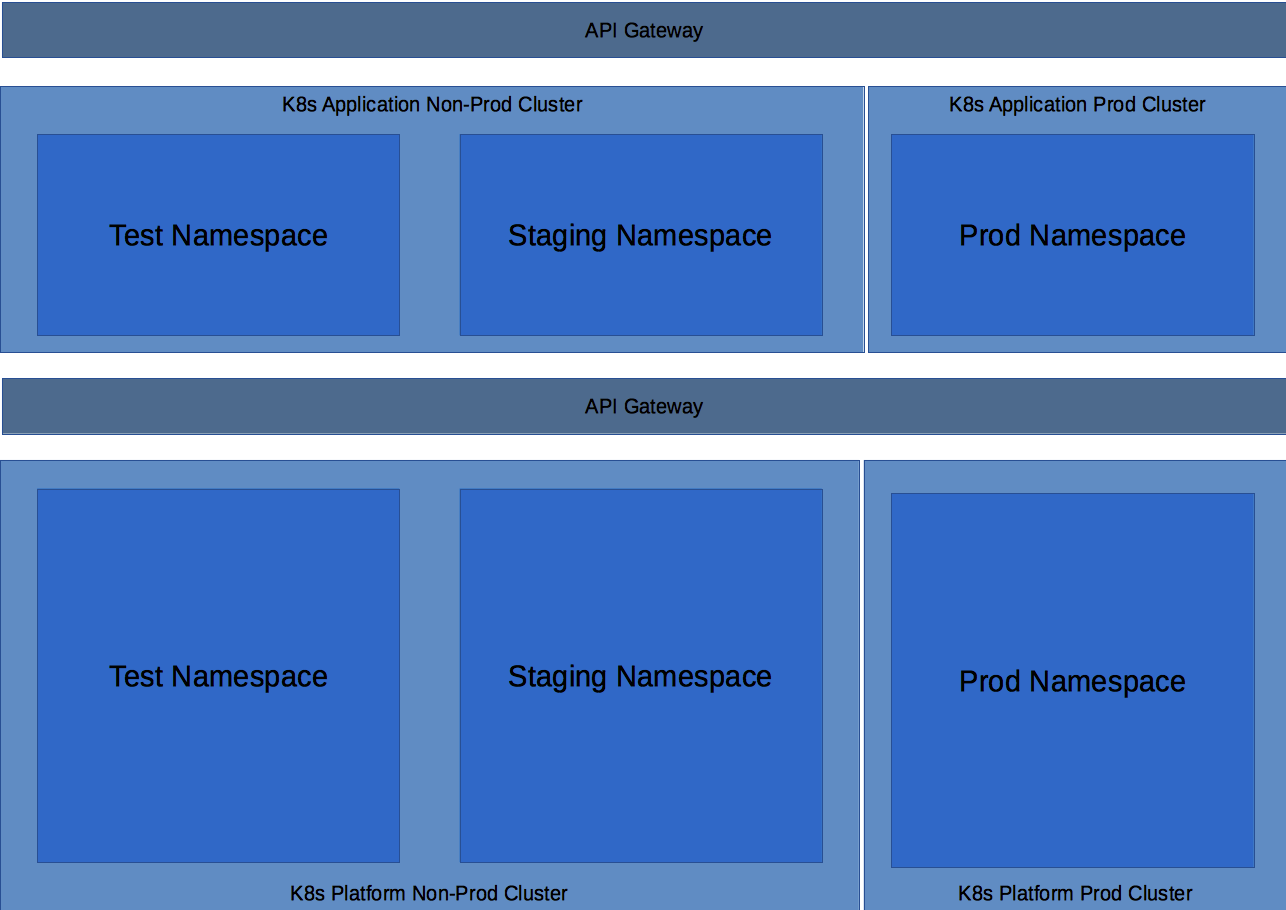 API Gateway
K8s Application Non-Prod Cluster
K8s Application Prod Cluster
Test Namespace
Staging Namespace
Prod Namespace
API Gateway
Test Namespace
Staging Namespace
Prod Namespace
K8s Platform Non-Prod Cluster
K8s Platform Prod Cluster